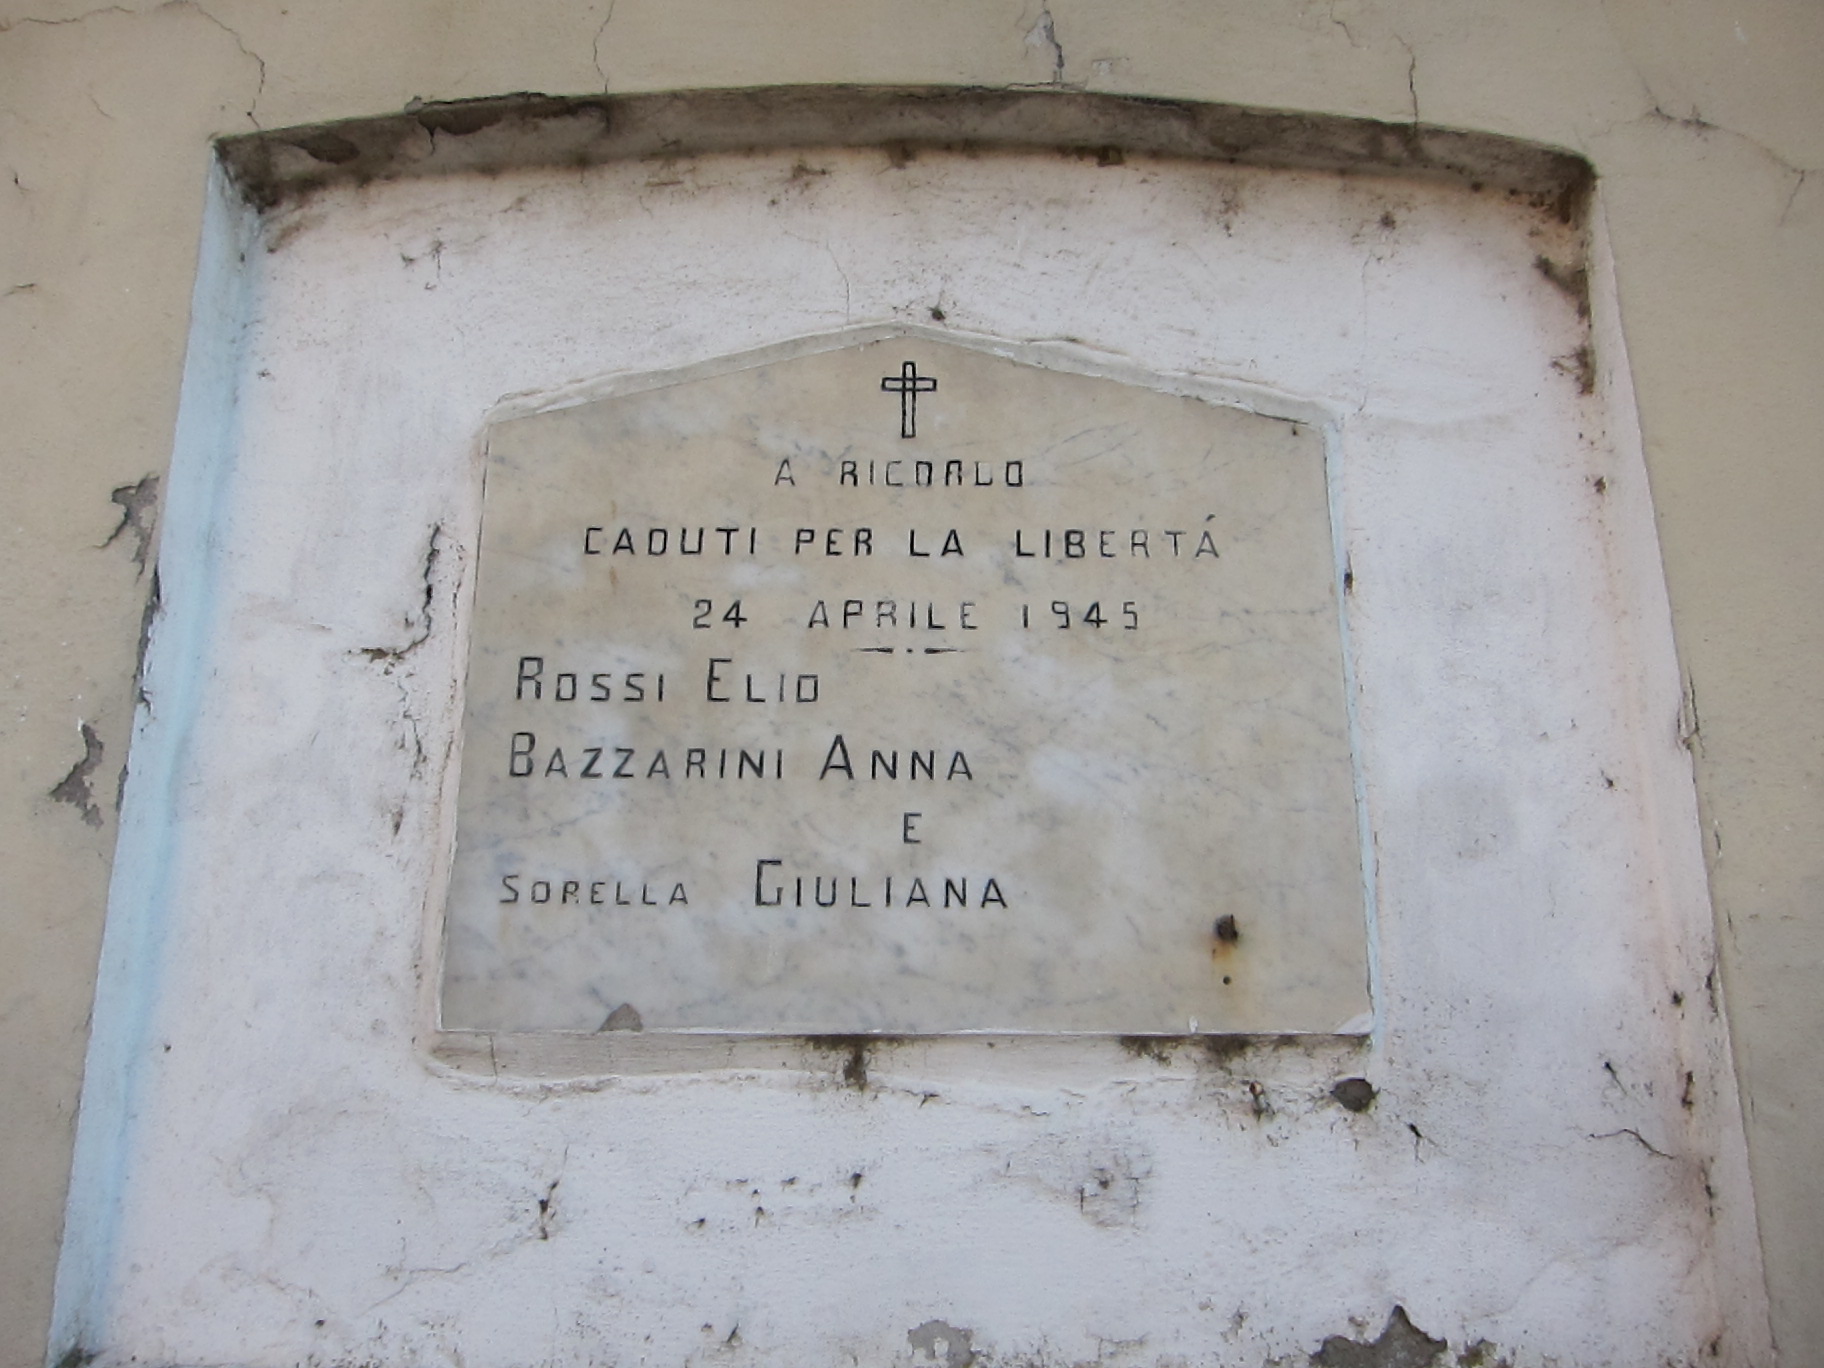 A RICORDO
CADUTI PER LA LIBERTÁ
24 APRILE 1945
ROSSI ELIO
BAZZARINI ANNA
E
SORELLA GIULIANA